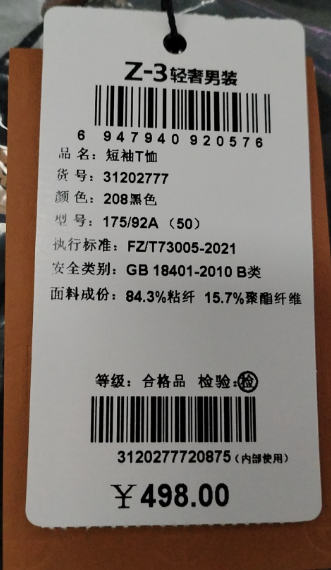 Z-3轻奢男装
6 947940 920576
品 名：短袖T恤
货 号：31202777
颜 色：208黑色
型 号：175/92A（50）
执行标准：FZ/T73005-2021
安全类别：GB 18401-2010 B类
面料成份：84.3%粘纤 15.7%聚酯纤维
等级：合格品 检验：检
3120277720875（内部使用）
￥498.00